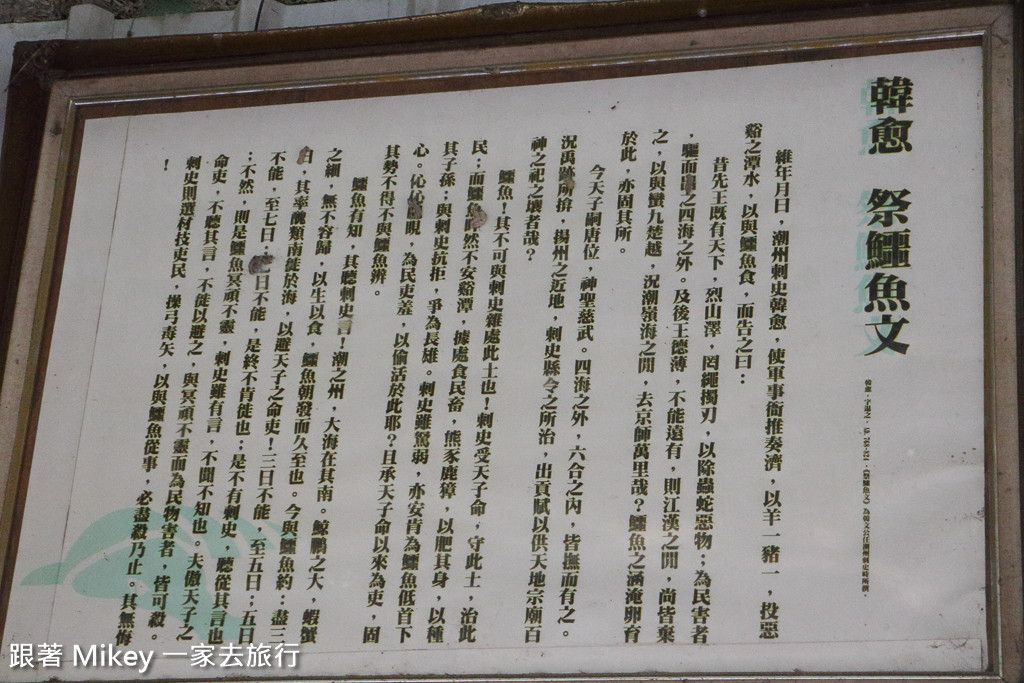 韓愈　祭鱷魚文
維年月日，潮州刺史韓愈，使軍事衙推秦濟，以羊一豬一，投惡
谿之潭水，以與鱷魚食，而告之曰：
昔先王既有天下，烈山澤，罔繩擉刃，以除蟲蛇惡物；為民害者
，驅而出之四海之外。及後王德薄，不能遠有，則江漢之間，尚皆棄
之，以與蠻九楚越，況潮嶺海之間，去京師萬里哉？鱷魚之涵淹卵育
於此，亦固其所。
今天子嗣唐位，神聖慈武。四海之外，六合之內，皆撫而有之。
況禹跡所揜，揚州之近地，刺史縣令之所治，出貢賦以供天地宗廟百
神之祀之壤者哉？
鱷魚！其不可與刺史雜處此土也！刺史受天子命，守此土，治此
民；而鱷魚睅然不安谿潭，據處食民畜，熊豕鹿獐，以肥其身，以種
其子孫；與刺史抗拒，爭為長雄。刺史雖駑弱，亦安肯為鱷魚低首下
心。伈伈睍，為民吏羞，以偷活於此耶？且承天子命以來為吏，固
其勢不得不與鱷魚辨。
鱷魚有知，其聽刺史言！潮之州，大海在其南。鯨鵬之大，蝦蟹
之細，無不容歸，以生以食，鱷魚朝發而夕至也。今與鱷魚約：盡三
日，其率醜類南徙於海，以避天子之命吏！三日不能，至五日；五日
不能，至七日。七日不能，是終不肯徙也；是不有刺史，聽從其言也
；不然，則是鱷魚冥頑不靈，刺史雖有言，不聞不知也。夫傲天子之
命吏，不聽其言，不徙以避之，與冥頑不靈而為民物害者，皆可殺。
刺史則選材技吏民，操弓毒矢，以與鱷魚從事，必盡殺乃止。其無悔
！
跟著 Mikey 一家去旅行